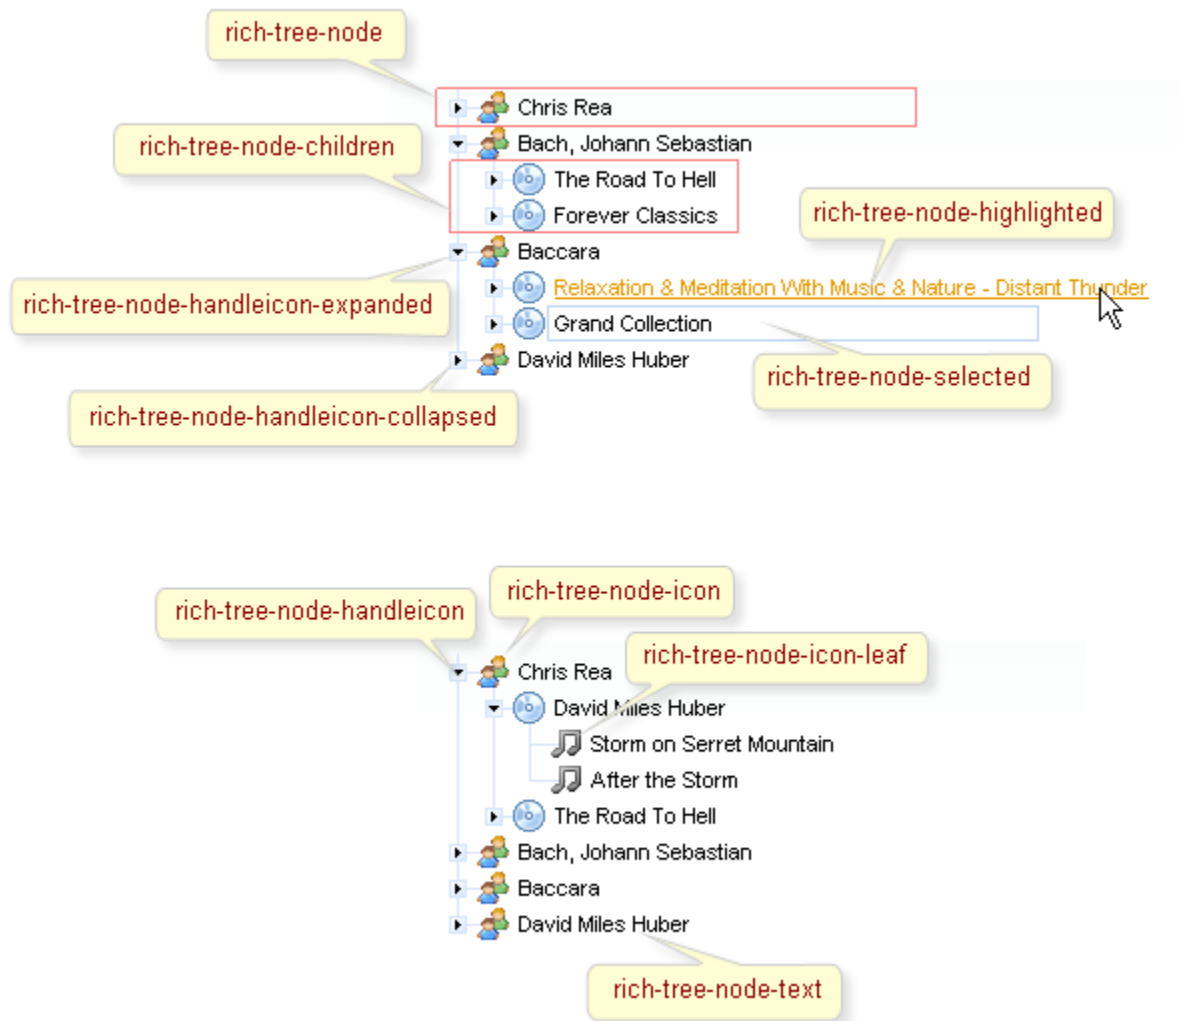 rich-tree-node
Chris Rea
rich-tree-node-children
Bach, Johann Sebastian
The Road To Hell
Forever Classics
rich-tree-node-highlighted
Baccara
Relaxation & Meditation With Music & Nature - Distant Thunder
rich-tree-node-handleicon-expanded
Grand Collection
David Miles Huber
rich-tree-node-selected
rich-tree-node-handleicon-collapsed
rich-tree-node-icon
rich-tree-node-handleicon
rich-tree-node-icon-leaf
Chris Rea
David Miles Huber
Storm on Serret Mountain
After the Storm
The Road To Hell
Bach, Johann Sebastian
Baccara
David Miles Huber
rich-tree-node-text